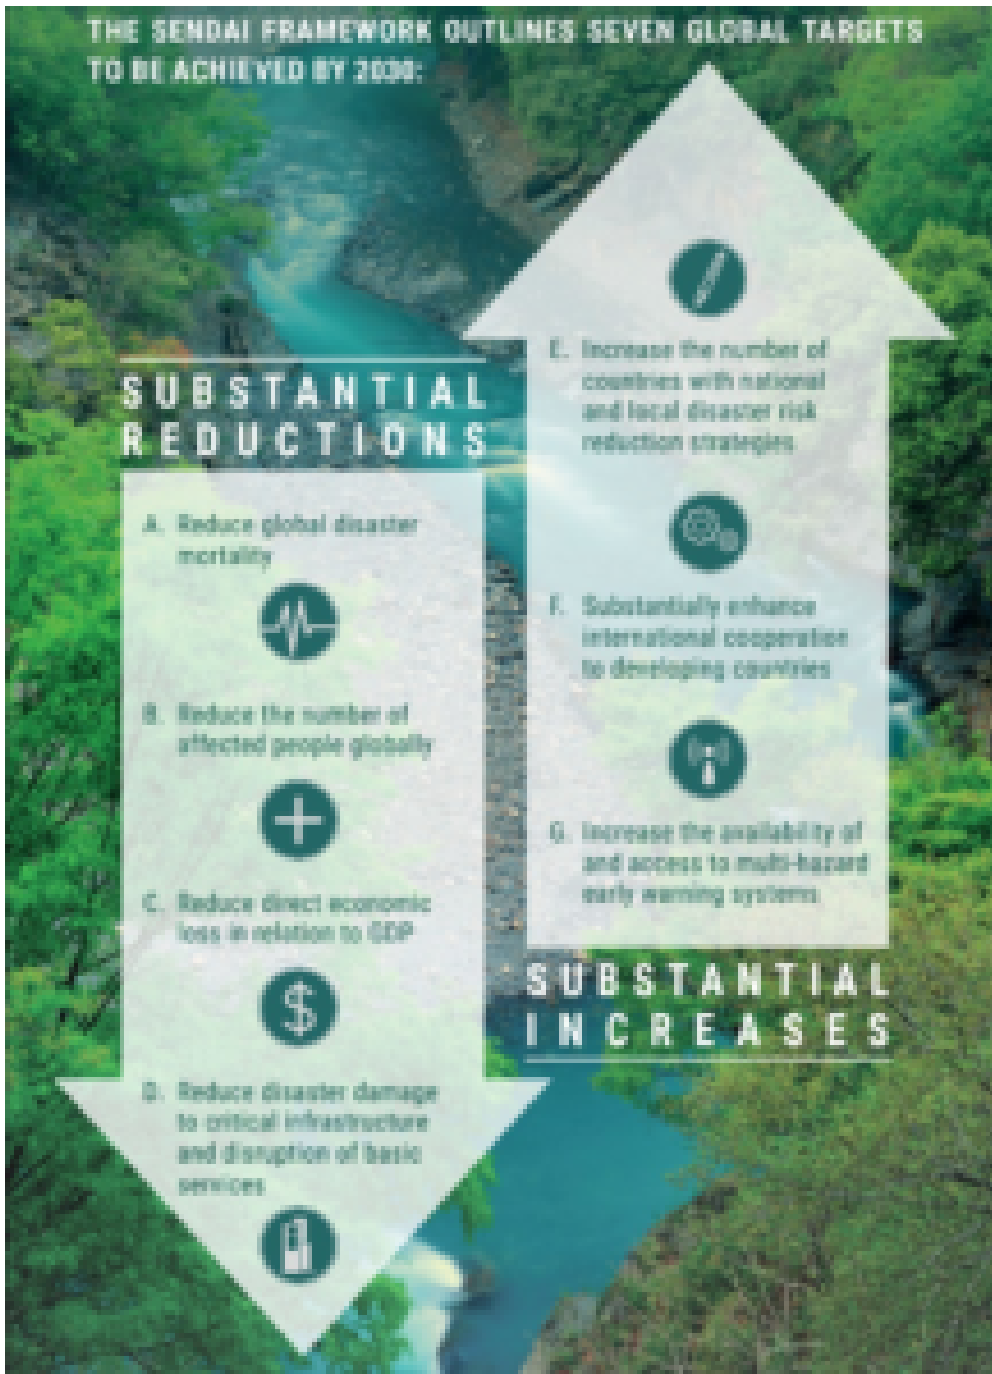 THE SENDAI FRAMEWORK OUTLINES SEVEN GLOBAL TARGETS
TO BE ACHIEVED BY 2030:
SUBSTANTIAL
REDUCTIONS
A. Reduce global disaster
mortality
B. Reduce the number of
affected people globally
C. Reduce direct economic
loss in relation to GDP
$
D. Reduce disaster damage
to critical infrastructure
and disruption of basic
services
E. Increase the number of
countries with national
and local disaster risk
reduction strategies
F. Substantially enhance
international cooperation
to developing countries
G. Increase the availability of
and access to multi-hazard
early warning systems
SUBSTANTIAL
INCREASES